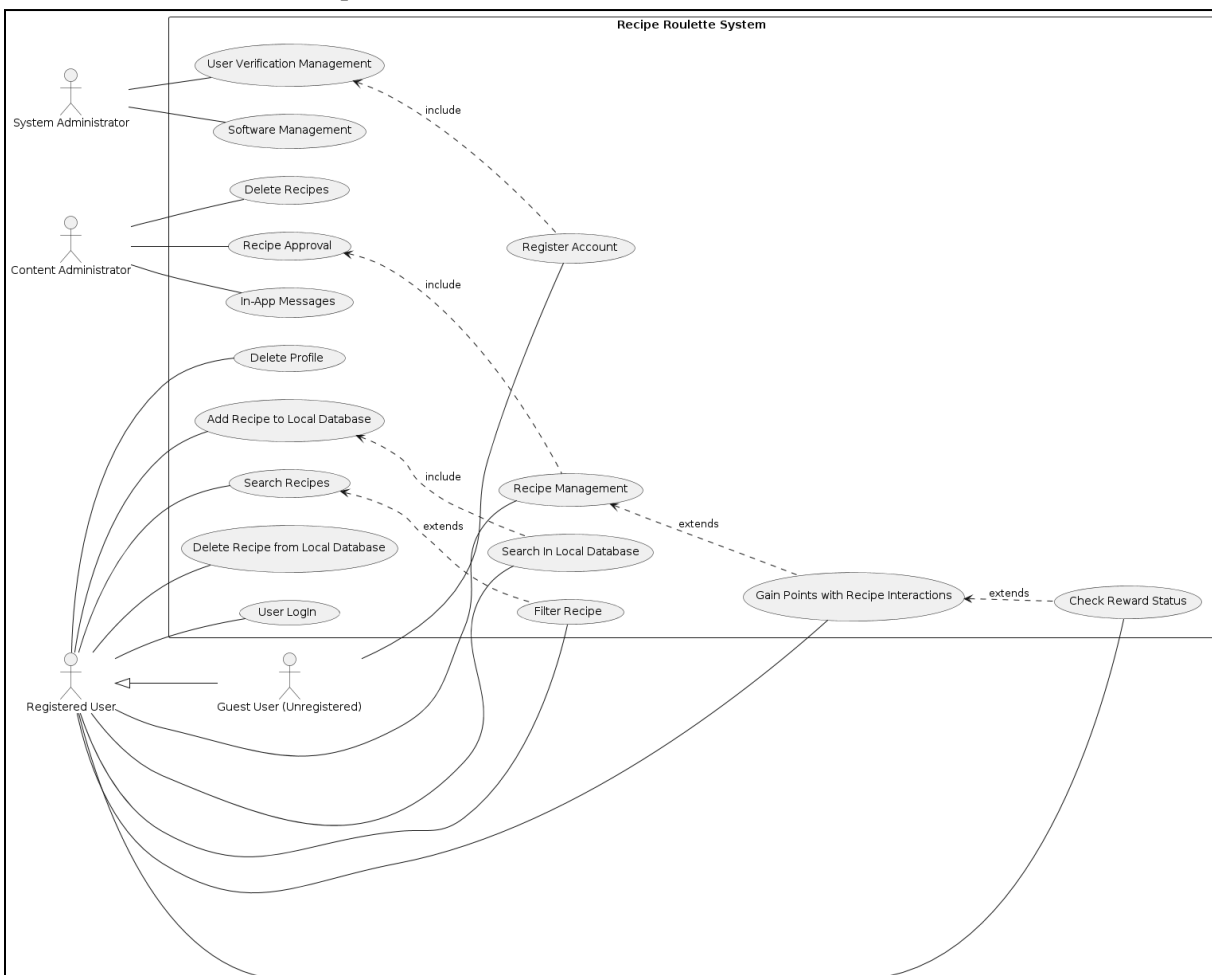 Recipe Roulette System
User Verification Management
include
System Administrator
Software Management
Delete Recipes
Content Administrator
Recipe Approval
Register Account
include
In-App Messages
Delete Profile
Add Recipe to Local Database
include
Search Recipes
Recipe Management
extends
extends
Delete Recipe from Local Database
Search In Local Database
Gain Points with Recipe Interactions
extends
Check Reward Status
User LogIn
Filter Recipe
Registered User
Guest User (Unregistered)